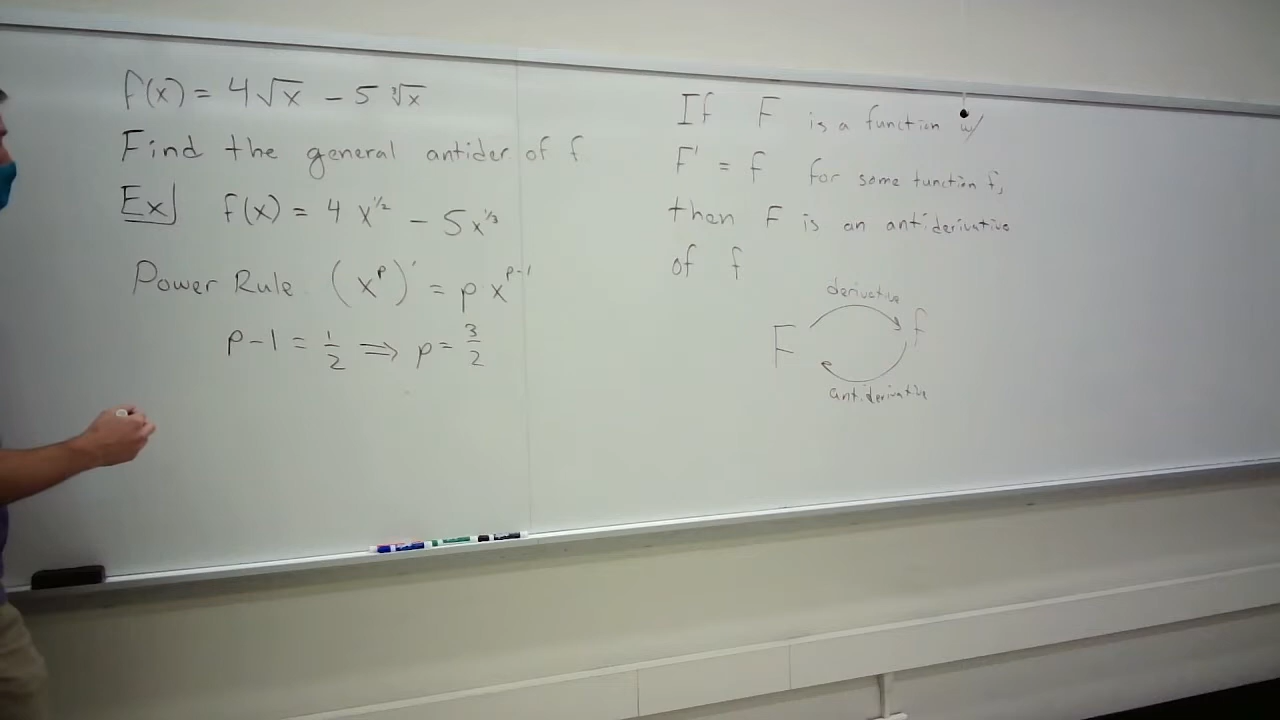 f(x) = 4√x − 5 ∛x
Find the general antider of f
Ex f(x) = 4 x^1/2 − 5x^1/3
Power Rule (x^p)' = p x^p-1
p − 1 = 1/2 ⟹ p = 3/2
If F is a function w/
F' = f for some function f,
then F is an antiderivative
of f
derivative
F f
antiderivative